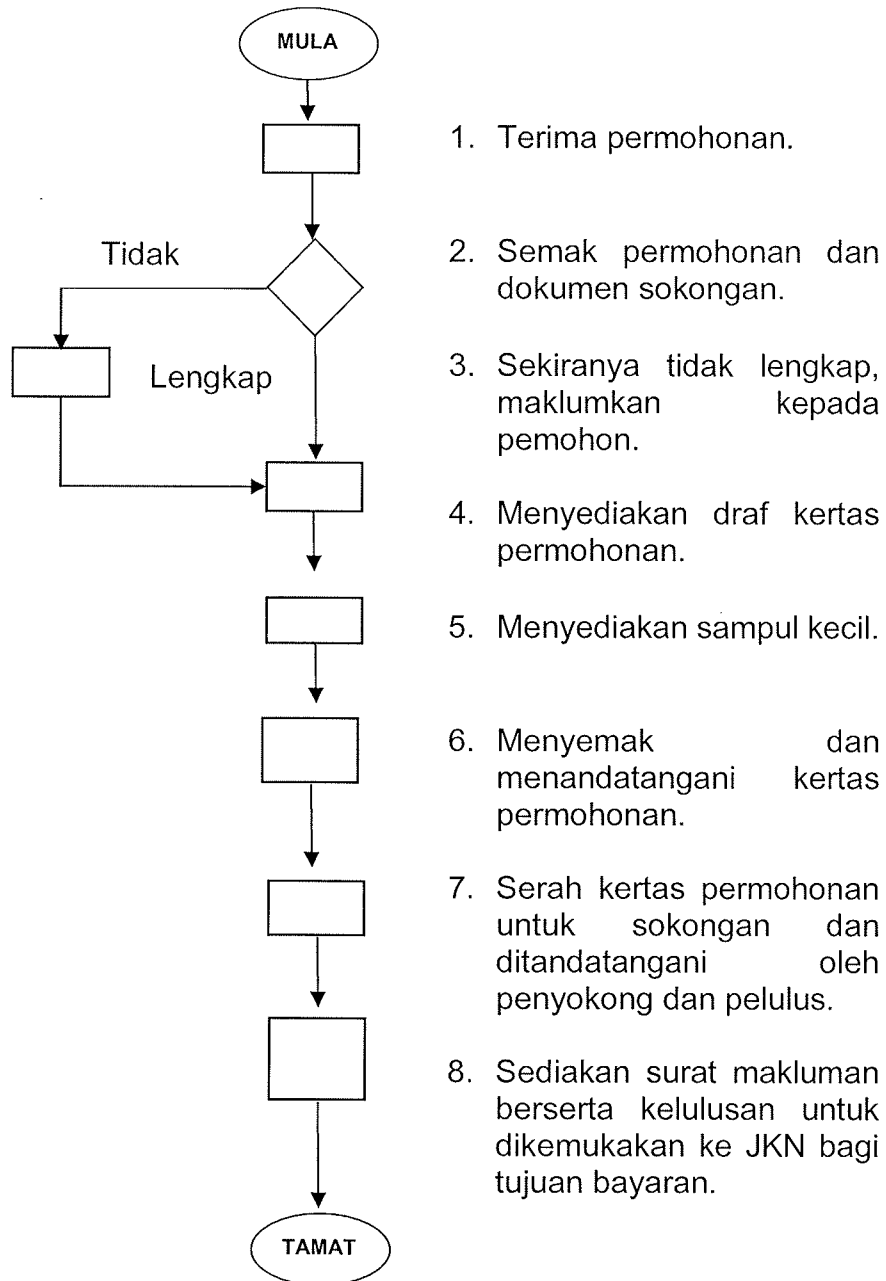 MULA
1. Terima permohonan.
Tidak
2. Semak permohonan dan
dokumen sokongan.
Lengkap
3. Sekiranya tidak lengkap,
maklumkan kepada
pemohon.
4. Menyediakan draf kertas
permohonan.
5. Menyediakan sampul kecil.
6. Menyemak dan
menandatangani kertas
permohonan.
7. Serah kertas permohonan
untuk sokongan dan
ditandatangani oleh
penyokong dan pelulus.
8. Sediakan surat makluman
berserta kelulusan untuk
dikemukakan ke JKN bagi
tujuan bayaran.
TAMAT